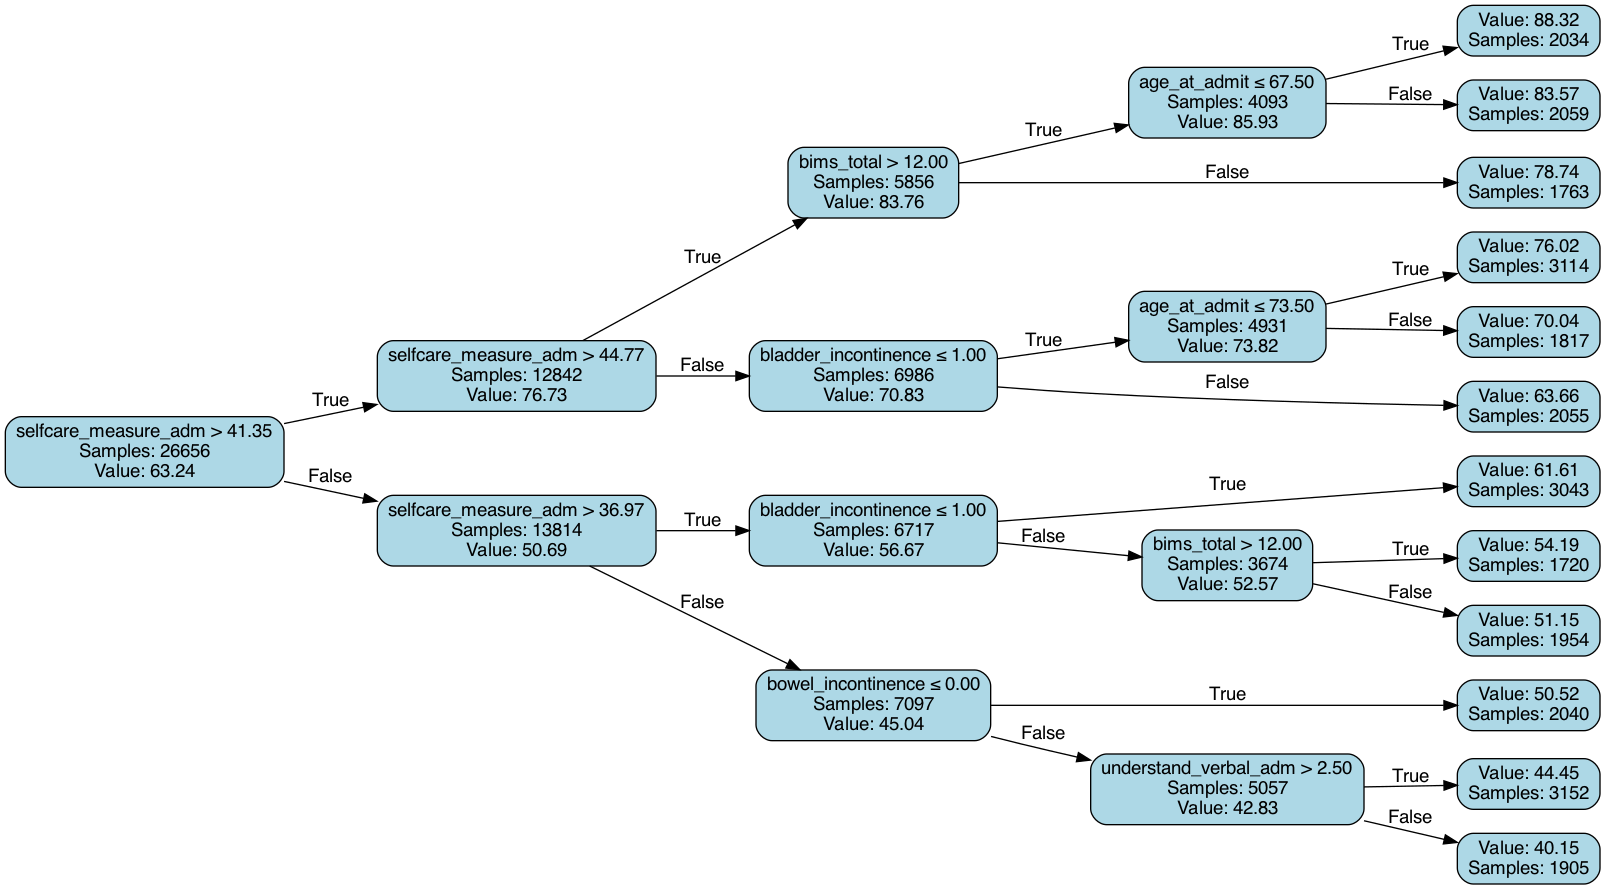 selfcare_measure_adm > 41.35
Samples: 26656
Value: 63.24
True
False
selfcare_measure_adm > 44.77
Samples: 12842
Value: 76.73
True
False
selfcare_measure_adm > 36.97
Samples: 13814
Value: 50.69
True
False
bims_total > 12.00
Samples: 5856
Value: 83.76
True
False
bladder_incontinence ≤ 1.00
Samples: 6986
Value: 70.83
True
False
bladder_incontinence ≤ 1.00
Samples: 6717
Value: 56.67
True
False
bowel_incontinence ≤ 0.00
Samples: 7097
Value: 45.04
True
False
age_at_admit ≤ 67.50
Samples: 4093
Value: 85.93
True
False
age_at_admit ≤ 73.50
Samples: 4931
Value: 73.82
True
False
bims_total > 12.00
Samples: 3674
Value: 52.57
True
False
understand_verbal_adm > 2.50
Samples: 5057
Value: 42.83
True
False
Value: 88.32
Samples: 2034
Value: 83.57
Samples: 2059
Value: 78.74
Samples: 1763
Value: 76.02
Samples: 3114
Value: 70.04
Samples: 1817
Value: 63.66
Samples: 2055
Value: 61.61
Samples: 3043
Value: 54.19
Samples: 1720
Value: 51.15
Samples: 1954
Value: 50.52
Samples: 2040
Value: 44.45
Samples: 3152
Value: 40.15
Samples: 1905